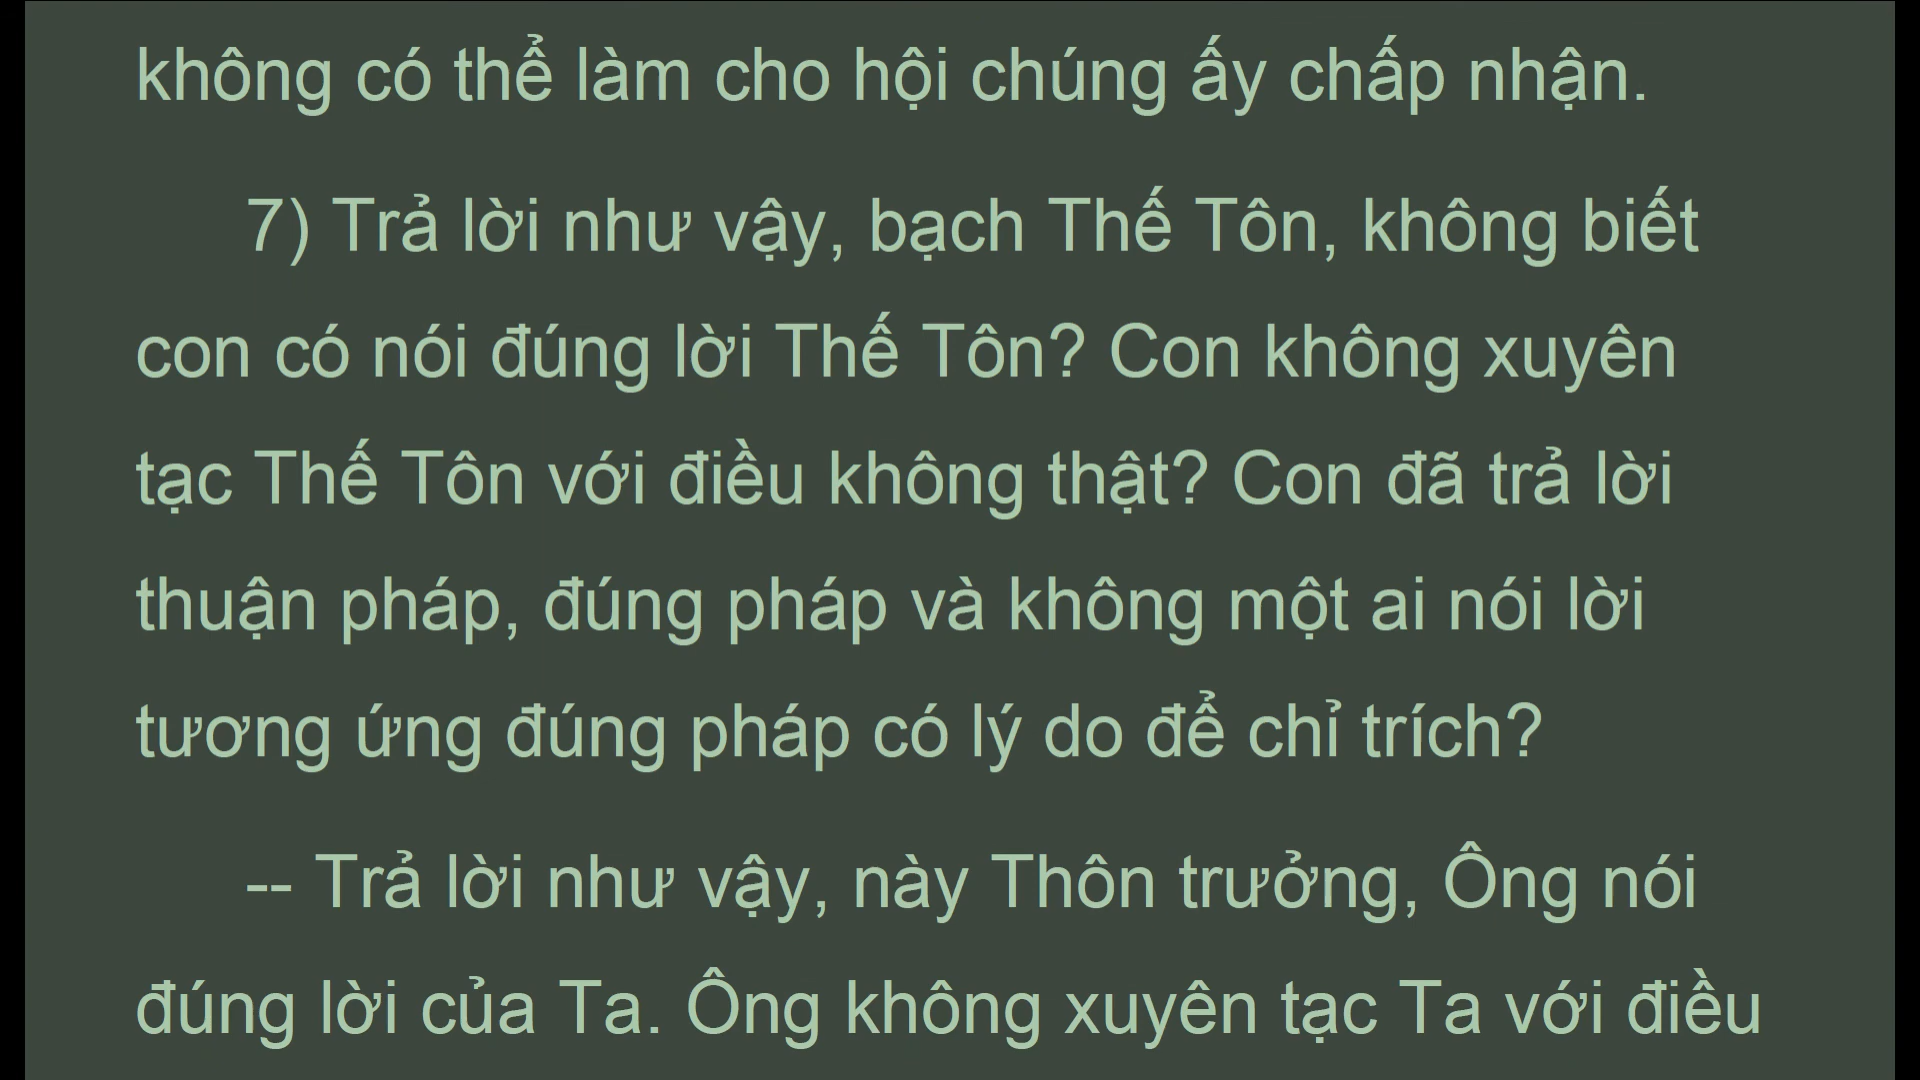 không có thể làm cho hội chúng ấy chấp nhận.
7) Trả lời như vậy, bạch Thế Tôn, không biết
con có nói đúng lời Thế Tôn? Con không xuyên
tạc Thế Tôn với điều không thật? Con đã trả lời
thuận pháp, đúng pháp và không một ai nói lời
tương ứng đúng pháp có lý do để chỉ trích?
-- Trả lời như vậy, này Thôn trưởng, Ông nói
đúng lời của Ta. Ông không xuyên tạc Ta với điều